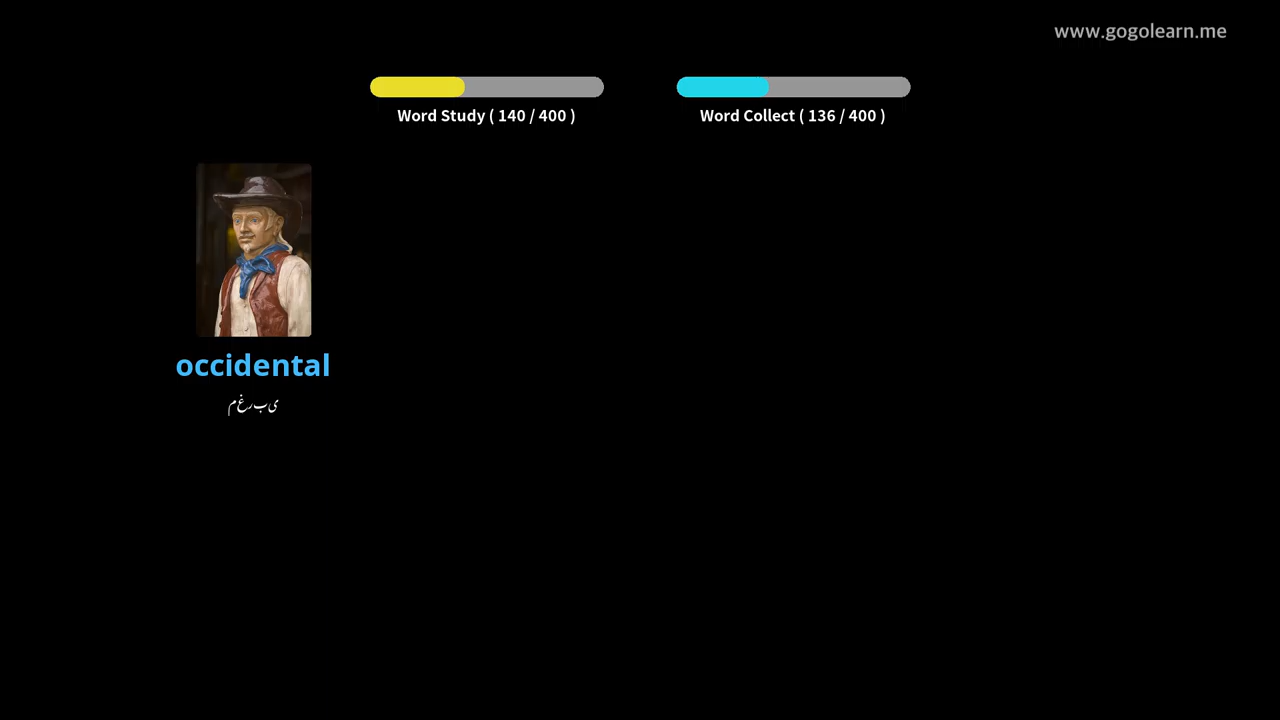 www.gogolearn.me
Word Study ( 140 / 400 )
Word Collect ( 136 / 400 )
occidental
مغربی